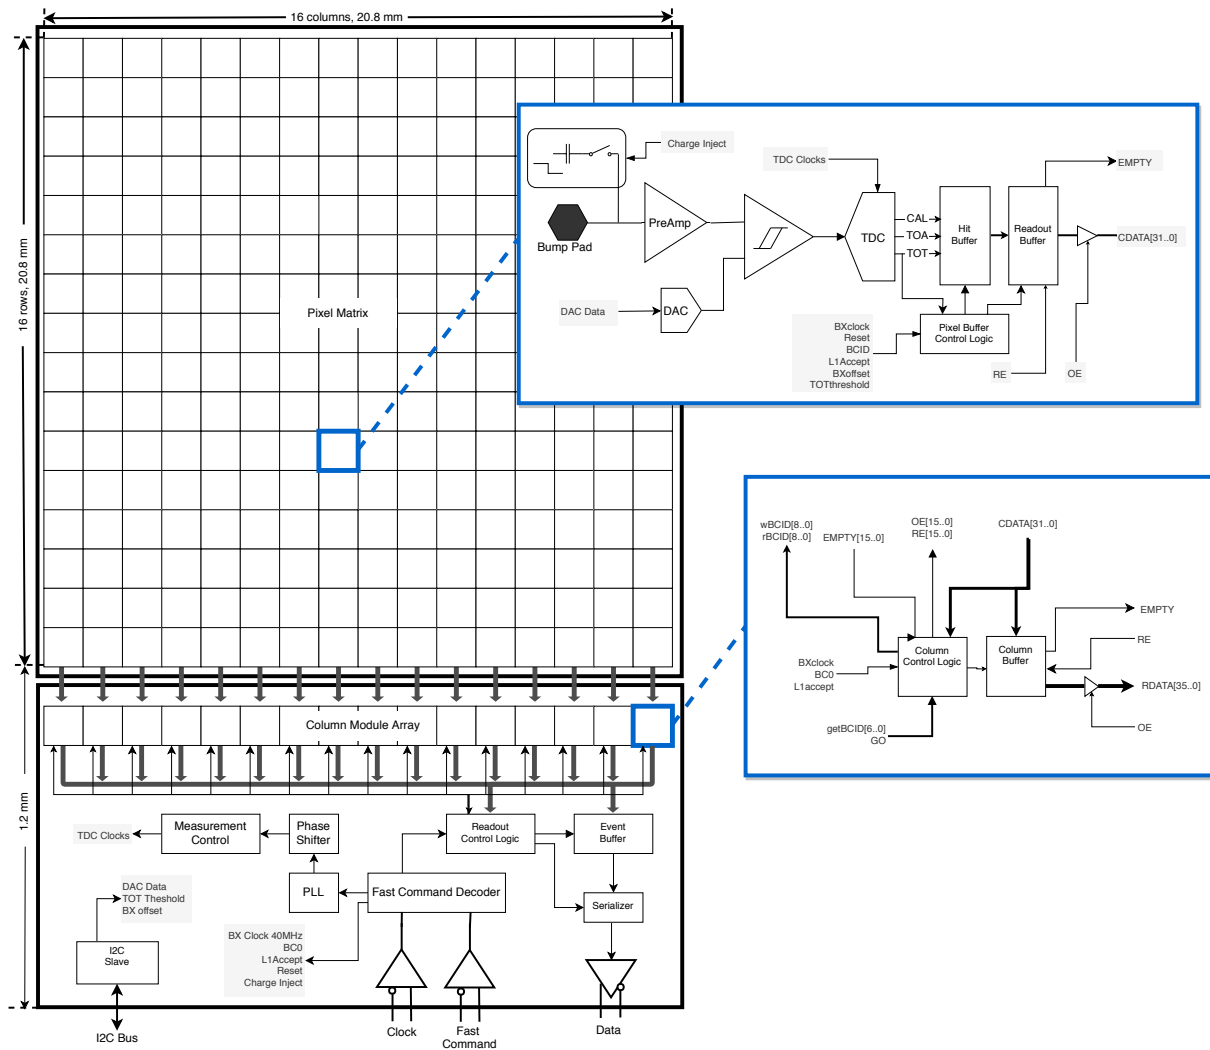 16 columns, 20.8 mm
16 rows, 20.8 mm
Pixel Matrix
Charge Inject
TDC Clocks
EMPTY
Bump Pad
PreAmp
TDC
CAL
TOA
TOT
Hit
Buffer
Readout
Buffer
CDATA[31..0]
DAC Data
DAC
BXclock
Reset
BCID
L1Accept
BXoffset
TOTthreshold
Pixel Buffer
Control Logic
RE
OE
wBCID[8..0]
rBCID[8..0]
EMPTY[15..0]
OE[15..0]
RE[15..0]
CDATA[31..0]
EMPTY
RE
Column
Control Logic
Column
Buffer
BXclock
BC0
L1accept
RDATA[35..0]
getBCID[6..0]
GO
OE
Column Module Array
1.2 mm
TDC Clocks
Measurement
Control
Phase
Shifter
Readout
Control Logic
Event
Buffer
PLL
Fast Command Decoder
Serializer
DAC Data
TOT Theshold
BX offset
I2C
Slave
BX Clock 40MHz
BC0
L1Accept
Reset
Charge Inject
I2C Bus
Clock
Fast
Command
Data